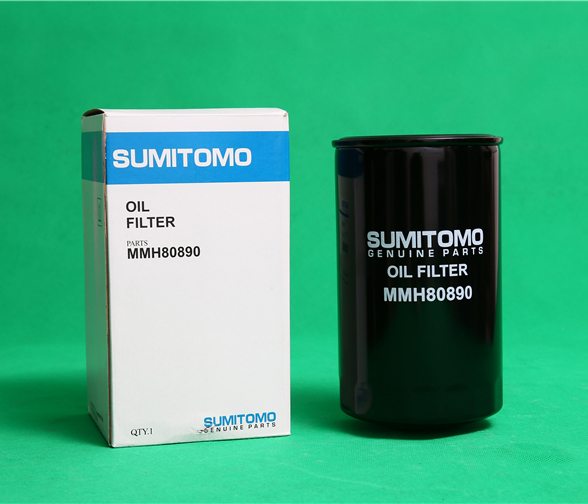 SUMITOMO
OIL
FILTER
PARTS
MMH80890
QTY.1
SUMITOMO
GENUINE PARTS
SUMITOMO
GENUINE PARTS
OIL FILTER
MMH80890